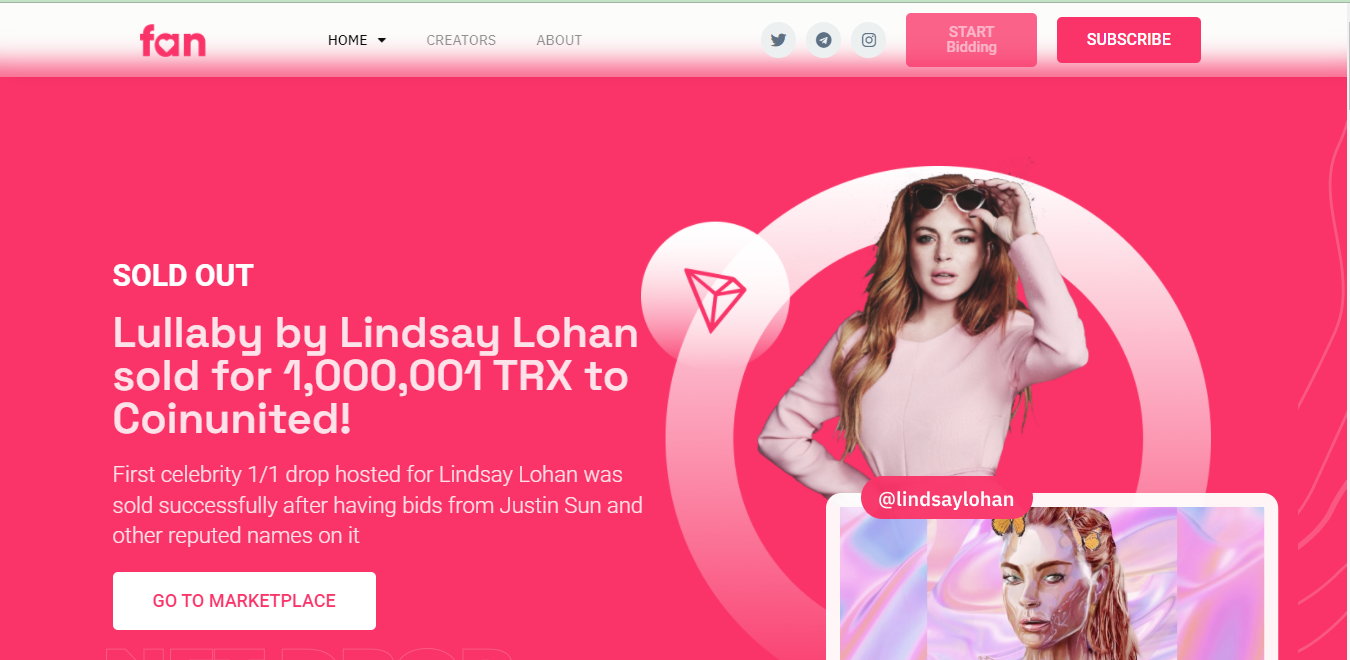 fan
HOME
CREATORS
ABOUT
START
Bidding
SUBSCRIBE
SOLD OUT
Lullaby by Lindsay Lohan
sold for 1,000,001 TRX to
Coinunited!
First celebrity 1/1 drop hosted for Lindsay Lohan was
sold successfully after having bids from Justin Sun and
other reputed names on it
@lindsaylohan
GO TO MARKETPLACE